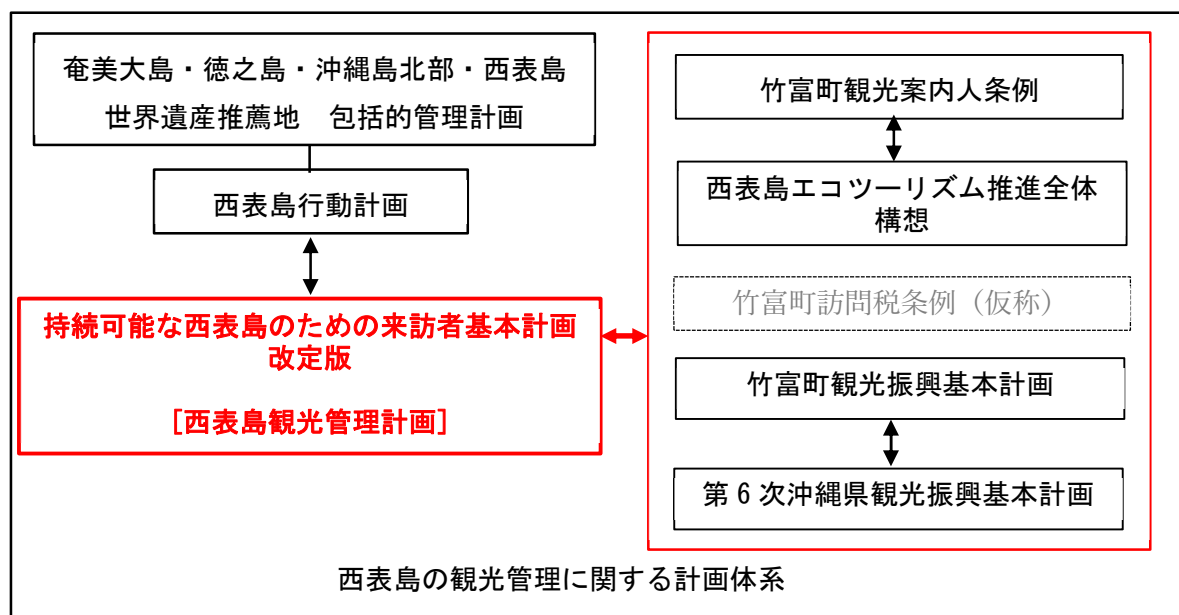 奄美大島・徳之島・沖縄島北部・西表島
世界遺産推薦地　包括的管理計画
西表島行動計画
持続可能な西表島のための来訪者基本計画
改定版
[西表島観光管理計画]
竹富町観光案内人条例
西表島エコツーリズム推進全体
構想
竹富町訪問税条例（仮称）
竹富町観光振興基本計画
第 6 次沖縄県観光振興基本計画
西表島の観光管理に関する計画体系